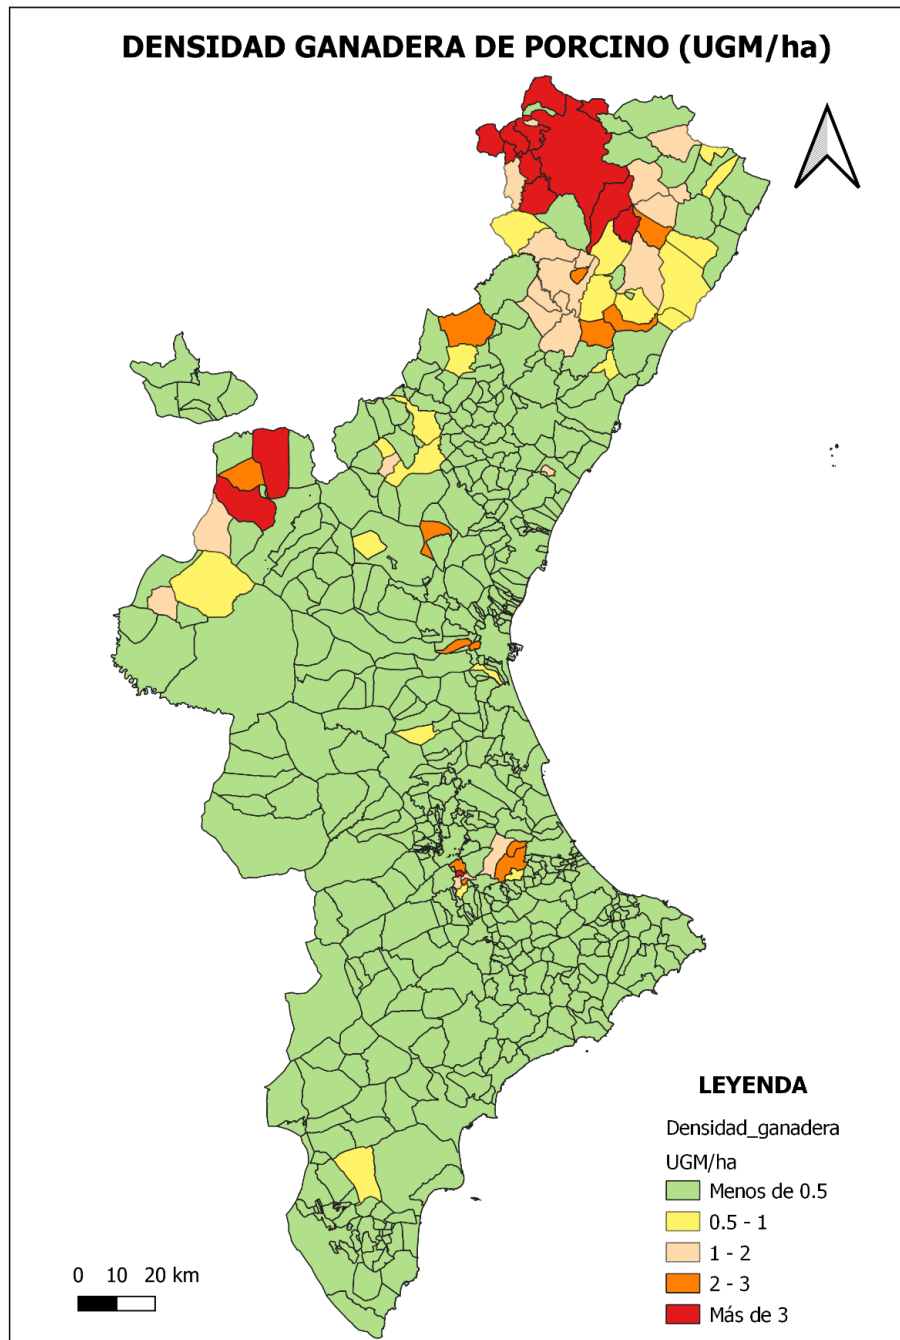 DENSIDAD GANADERA DE PORCINO (UGM/ha)
LEYENDA
Densidad_ganadera
UGM/ha
Menos de 0.5
0.5 - 1
1 - 2
2 - 3
Más de 3
0 10 20 km